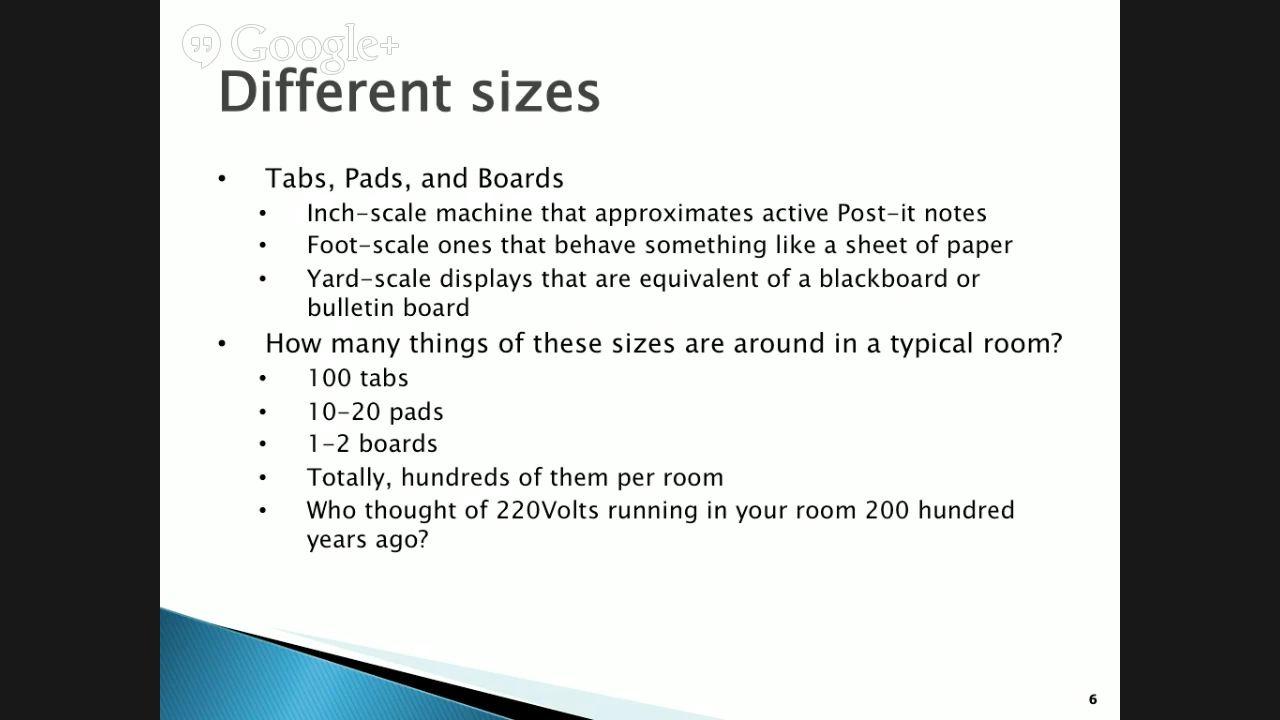 Google+
Different sizes
• Tabs, Pads, and Boards
• Inch-scale machine that approximates active Post-it notes
• Foot-scale ones that behave something like a sheet of paper
• Yard-scale displays that are equivalent of a blackboard or
bulletin board
• How many things of these sizes are around in a typical room?
• 100 tabs
• 10-20 pads
• 1-2 boards
• Totally, hundreds of them per room
• Who thought of 220Volts running in your room 200 hundred
years ago?
6